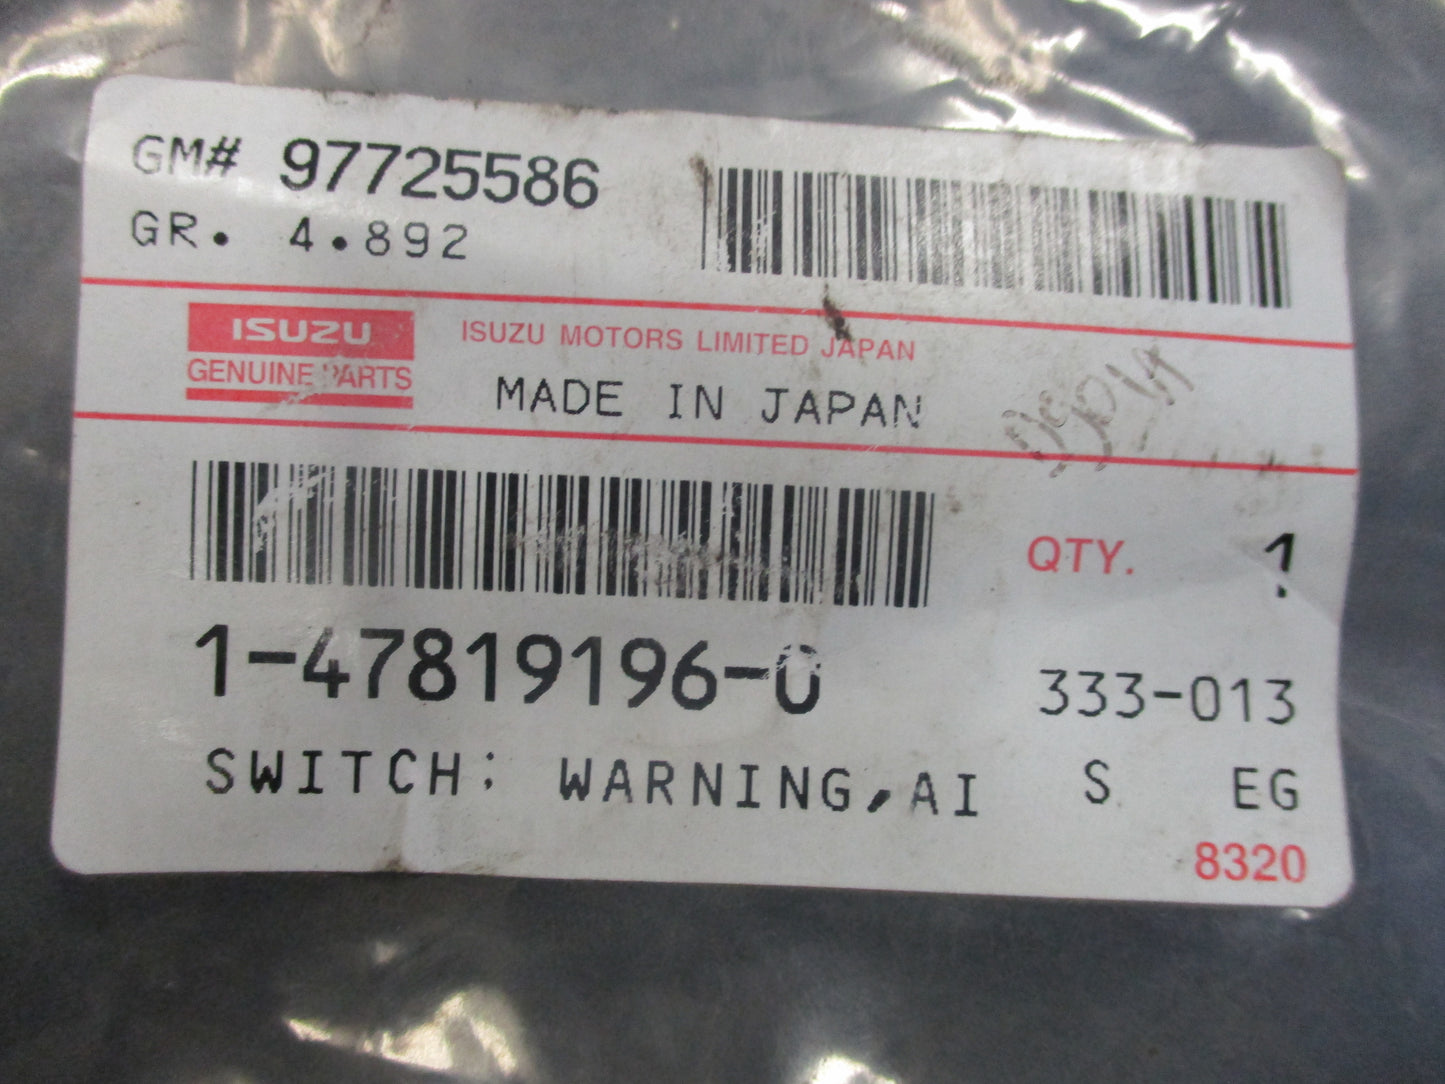 GM# 97725586
GR. 4.892
ISUZU
GENUINE PARTS
ISUZU MOTORS LIMITED JAPAN
MADE IN JAPAN
QTY. 1
1-47819196-0
333-013
SWITCH: WARNING,AI S EG
8320